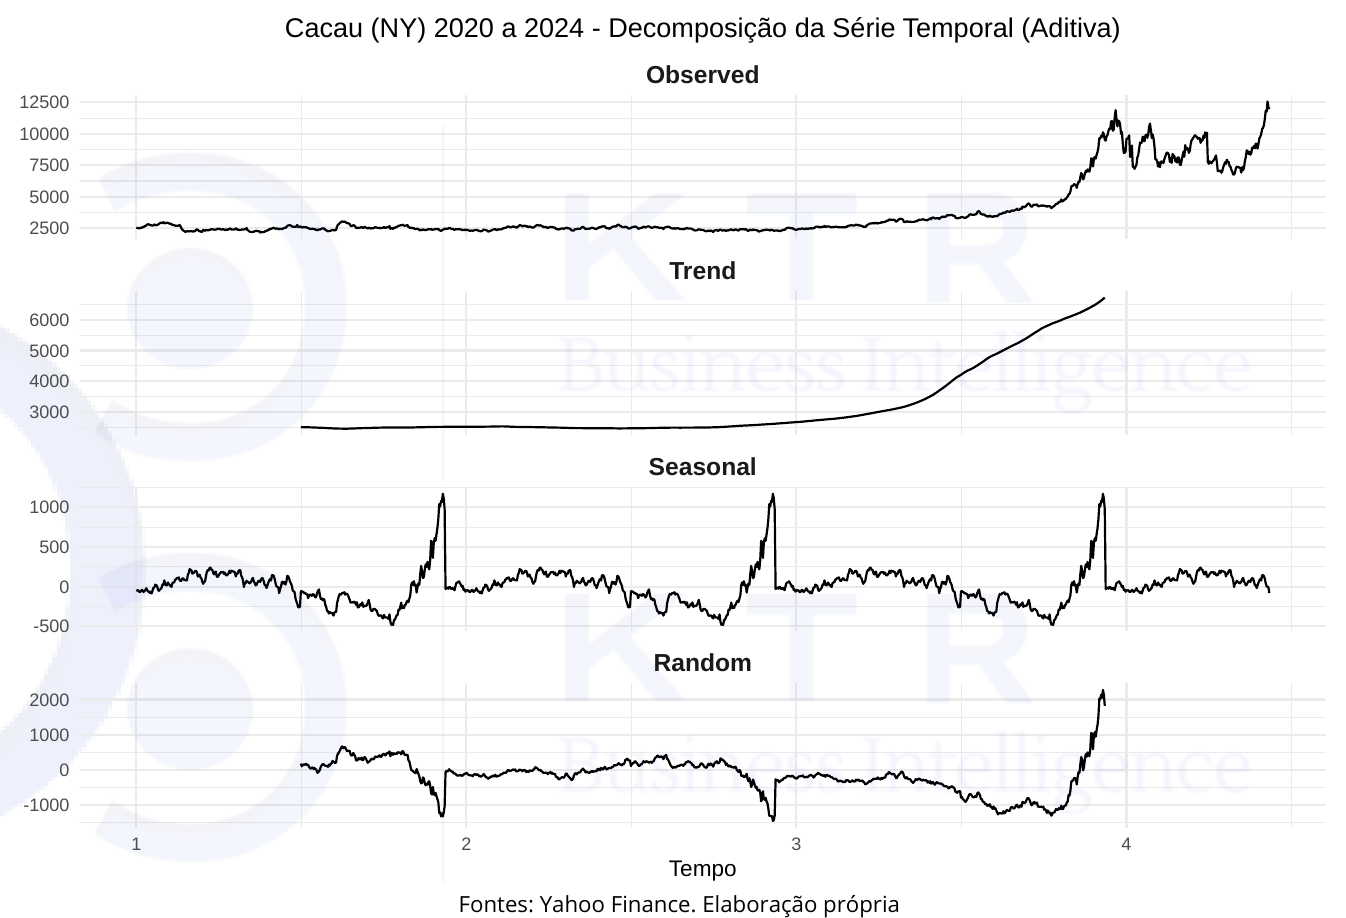 Cacau (NY) 2020 a 2024 - Decomposição da Série Temporal (Aditiva)
Observed
12500
10000
7500
5000
2500
Trend
6000
5000
4000
3000
KTR
Business Intelligence
Seasonal
1000
500
0
-500
Random
2000
1000
0
-1000
KTR
Business Intelligence
1 2 3 4
Tempo
Fontes: Yahoo Finance. Elaboração própria